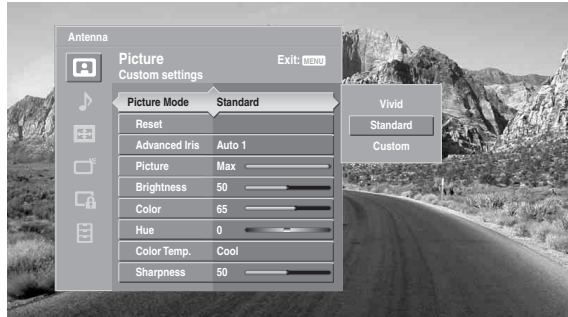 Antenna
Picture
Exit: MENU
Custom settings
Picture Mode Standard
Reset
Advanced Iris Auto 1
Picture Max
Brightness 50
Color 65
Hue 0
Color Temp. Cool
Sharpness 50
Vivid
Standard
Custom